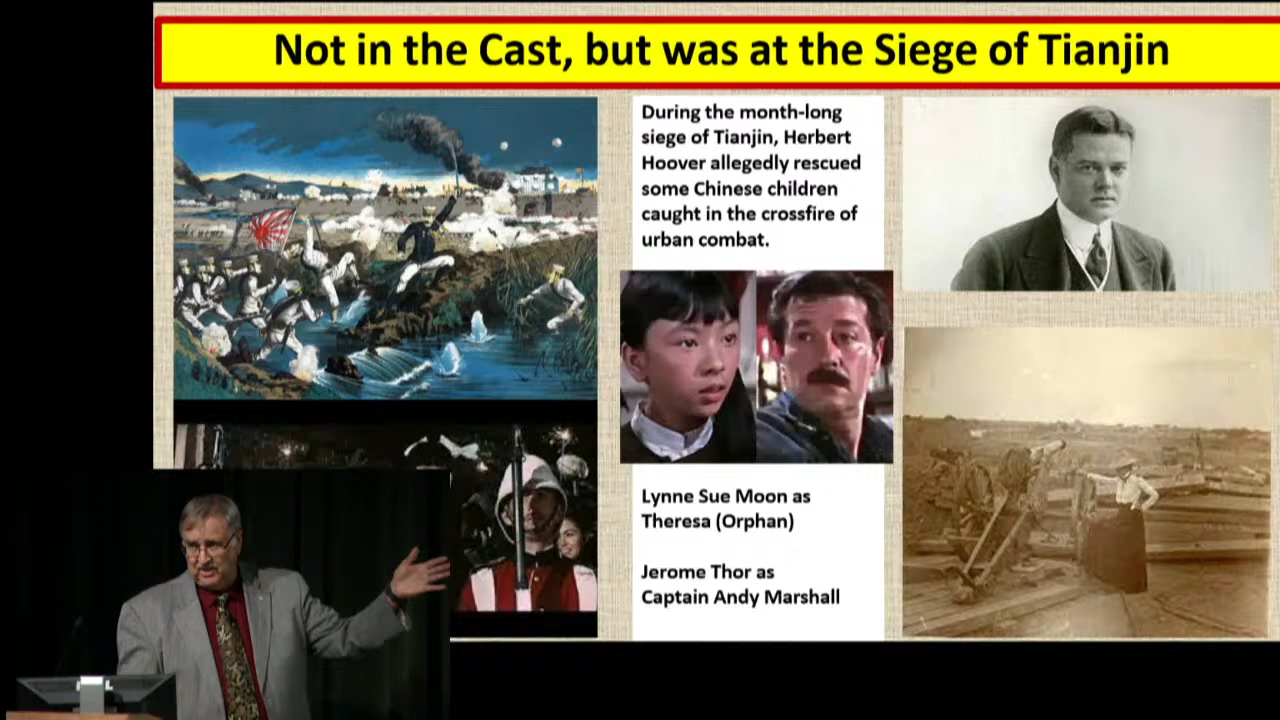 Not in the Cast, but was at the Siege of Tianjin
During the month-long
siege of Tianjin, Herbert
Hoover allegedly rescued
some Chinese children
caught in the crossfire of
urban combat.
Lynne Sue Moon as
Theresa (Orphan)
Jerome Thor as
Captain Andy Marshall